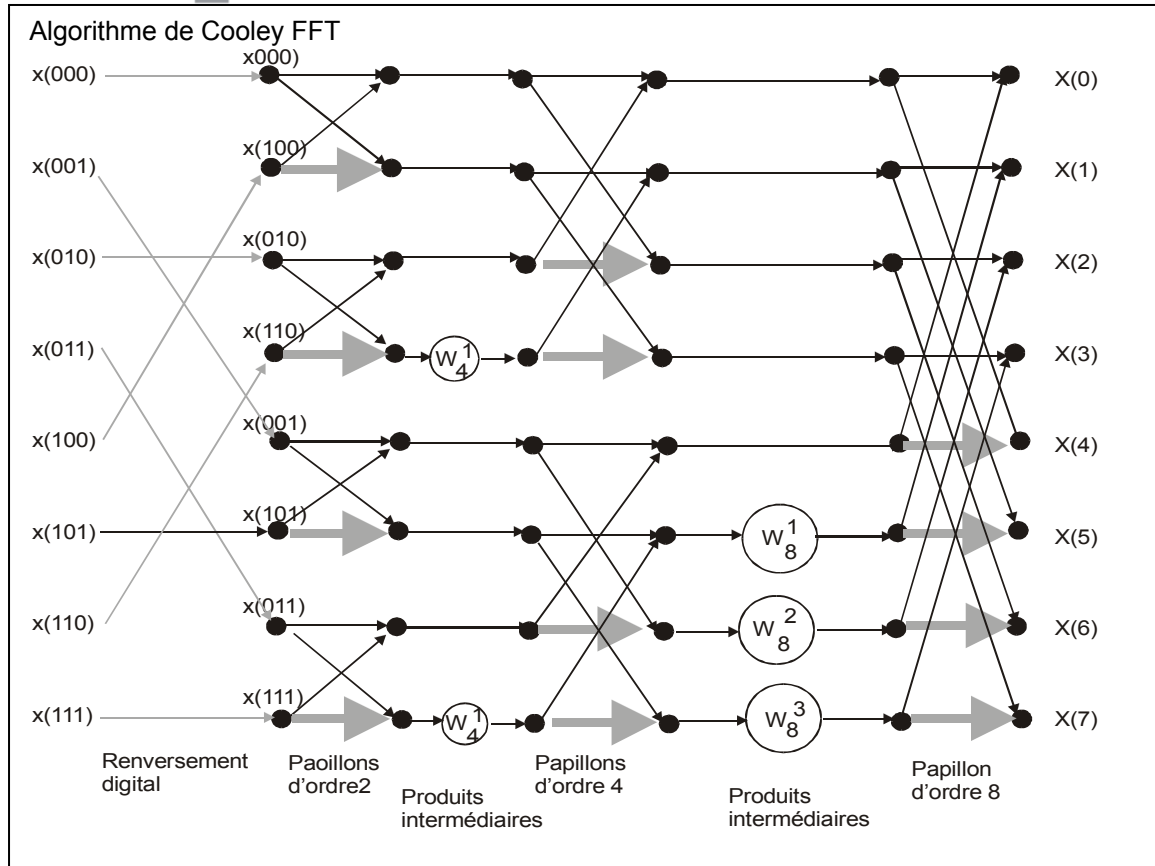 Algorithme de Cooley FFT
x(000) x000) X(0)
x(001) x(100) X(1)
x(010) x(010) X(2)
x(011) x(110) W 1 4 X(3)
x(100) x(001) X(4)
x(101) x(101) W 1 8 X(5)
x(110) x(011) W 2 8 X(6)
x(111) x(111) W 1 4 W 3 8 X(7)
Renversement
digital
Paoillons
d'ordre2
Produits
intermédiaires
Papillons
d'ordre 4
Produits
intermédiaires
Papillon
d'ordre 8